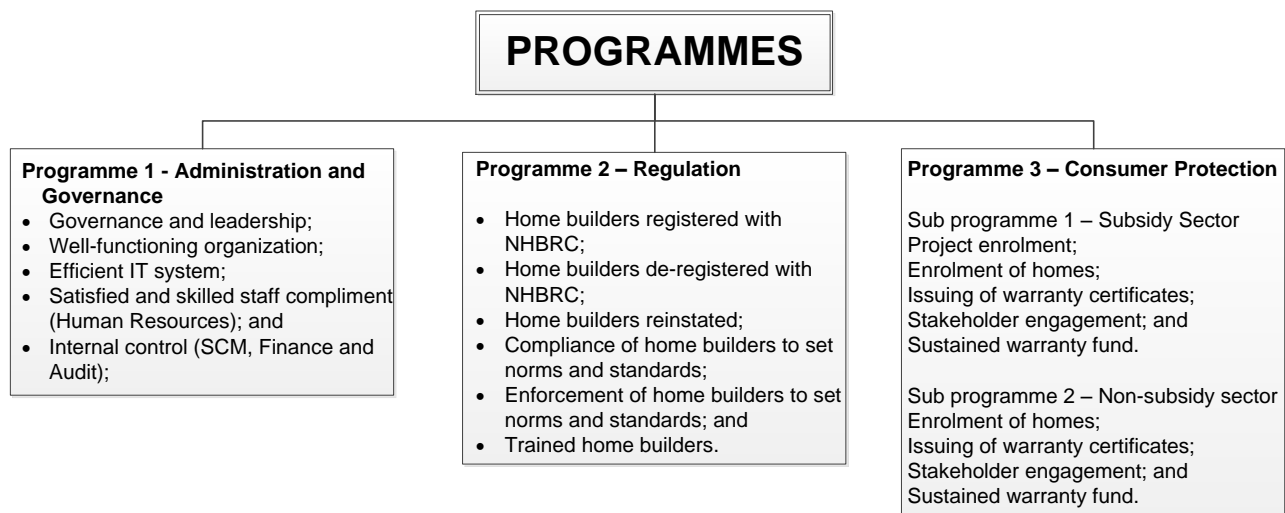 PROGRAMMES
Programme 1 - Administration and
Governance
• Governance and leadership;
• Well-functioning organization;
• Efficient IT system;
• Satisfied and skilled staff compliment
(Human Resources); and
• Internal control (SCM, Finance and
Audit);
Programme 2 – Regulation
• Home builders registered with
NHBRC;
• Home builders de-registered with
NHBRC;
• Home builders reinstated;
• Compliance of home builders to set
norms and standards;
• Enforcement of home builders to set
norms and standards; and
• Trained home builders.
Programme 3 – Consumer Protection
Sub programme 1 – Subsidy Sector
Project enrolment;
Enrolment of homes;
Issuing of warranty certificates;
Stakeholder engagement; and
Sustained warranty fund.
Sub programme 2 – Non-subsidy sector
Enrolment of homes;
Issuing of warranty certificates;
Stakeholder engagement; and
Sustained warranty fund.